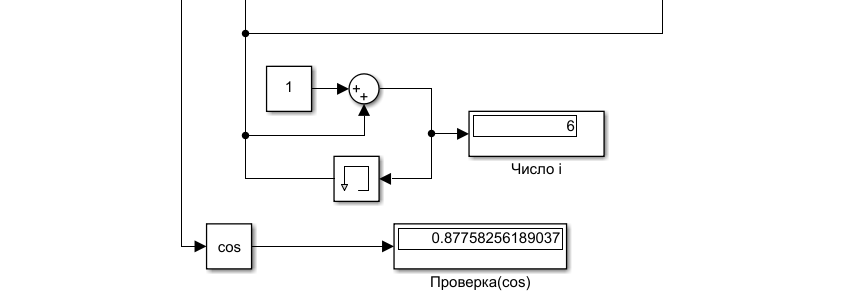 1
+
+
6
Число i
cos
0.87758256189037
Проверка(cos)